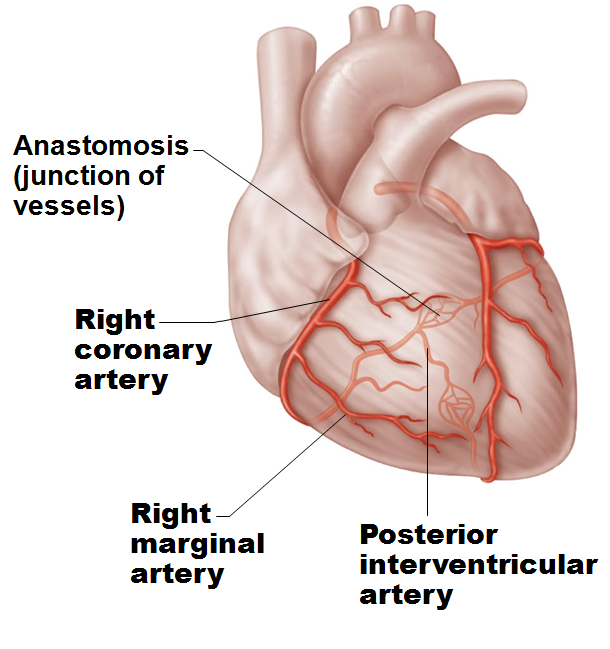 Anastomosis
(junction of
vessels)
Right
coronary
artery
Right
marginal
artery
Posterior
interventricular
artery